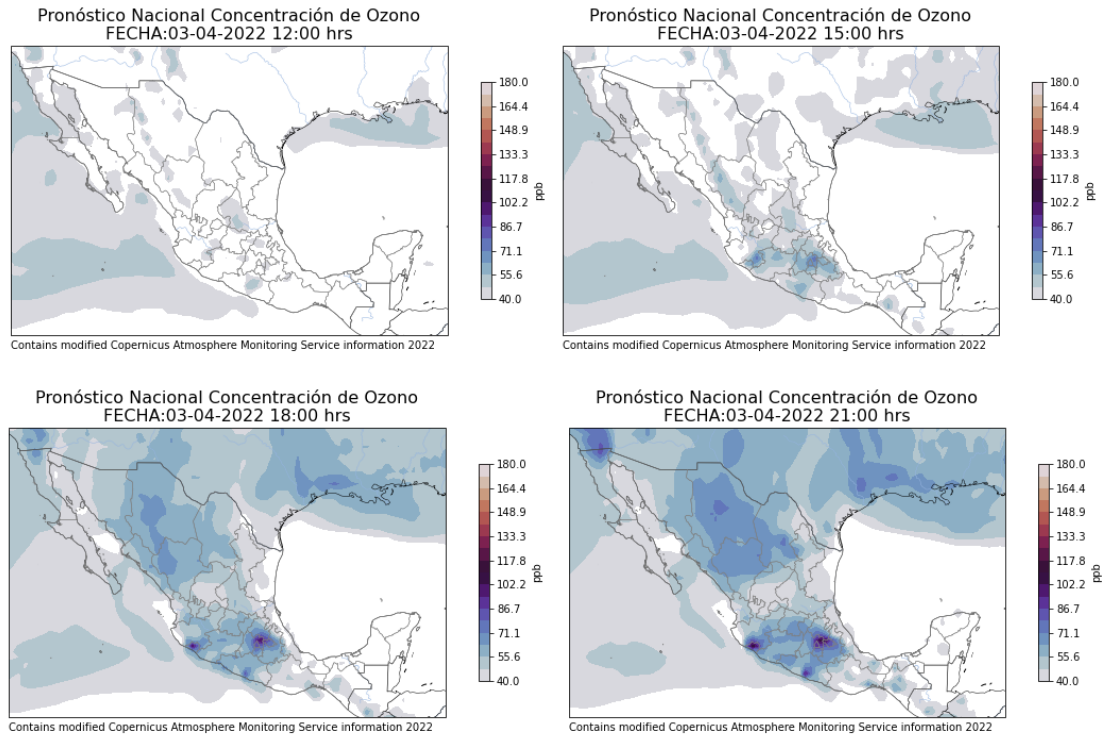 Pronóstico Nacional Concentración de Ozono
FECHA:03-04-2022 12:00 hrs
180.0
164.4
148.9
133.3
117.8
102.2
86.7
71.1
55.6
40.0
ppb
Contains modified Copernicus Atmosphere Monitoring Service information 2022
Pronóstico Nacional Concentración de Ozono
FECHA:03-04-2022 15:00 hrs
180.0
164.4
148.9
133.3
117.8
102.2
86.7
71.1
55.6
40.0
ppb
Contains modified Copernicus Atmosphere Monitoring Service information 2022
Pronóstico Nacional Concentración de Ozono
FECHA:03-04-2022 18:00 hrs
180.0
164.4
148.9
133.3
117.8
102.2
86.7
71.1
55.6
40.0
ppb
Contains modified Copernicus Atmosphere Monitoring Service information 2022
Pronóstico Nacional Concentración de Ozono
FECHA:03-04-2022 21:00 hrs
180.0
164.4
148.9
133.3
117.8
102.2
86.7
71.1
55.6
40.0
ppb
Contains modified Copernicus Atmosphere Monitoring Service information 2022